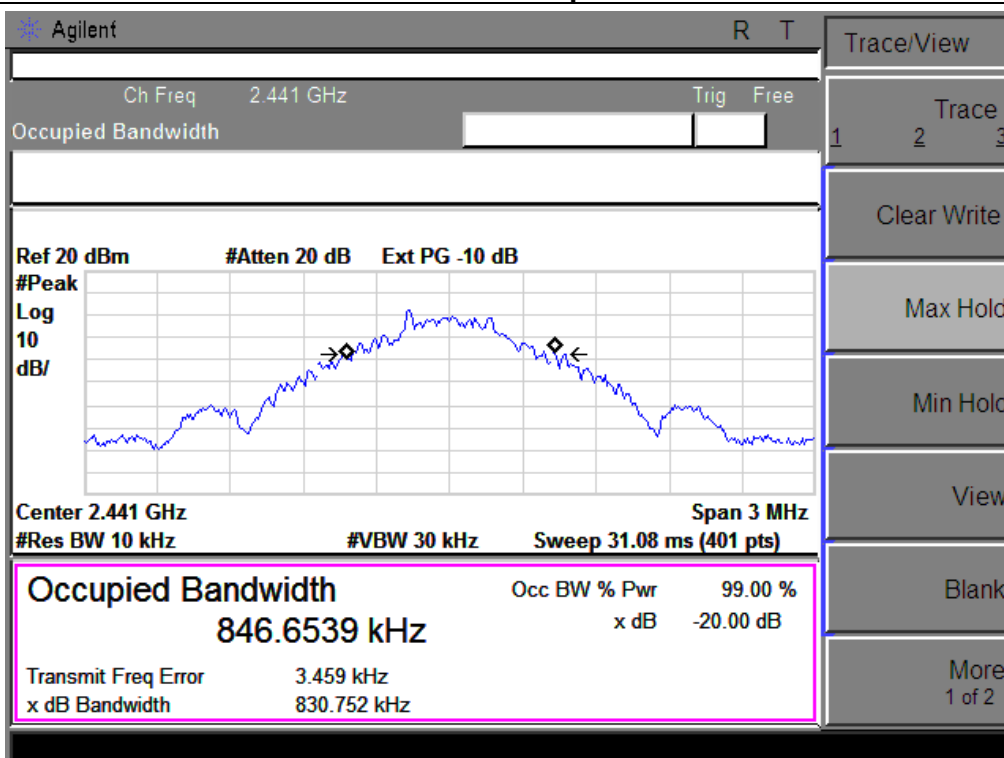 Agilent R T
Trace/View
Ch Freq 2.441 GHz Trig Free
Occupied Bandwidth
Trace
1 2 3
Clear Write
Ref 20 dBm #Atten 20 dB Ext PG -10 dB
#Peak
Log
10
dB/
Max Hold
Min Hold
View
Center 2.441 GHz Span 3 MHz
#Res BW 10 kHz #VBW 30 kHz Sweep 31.08 ms (401 pts)
Occupied Bandwidth Occ BW % Pwr 99.00 %
846.6539 kHz x dB -20.00 dB
Blank
Transmit Freq Error 3.459 kHz
x dB Bandwidth 830.752 kHz
More
1 of 2